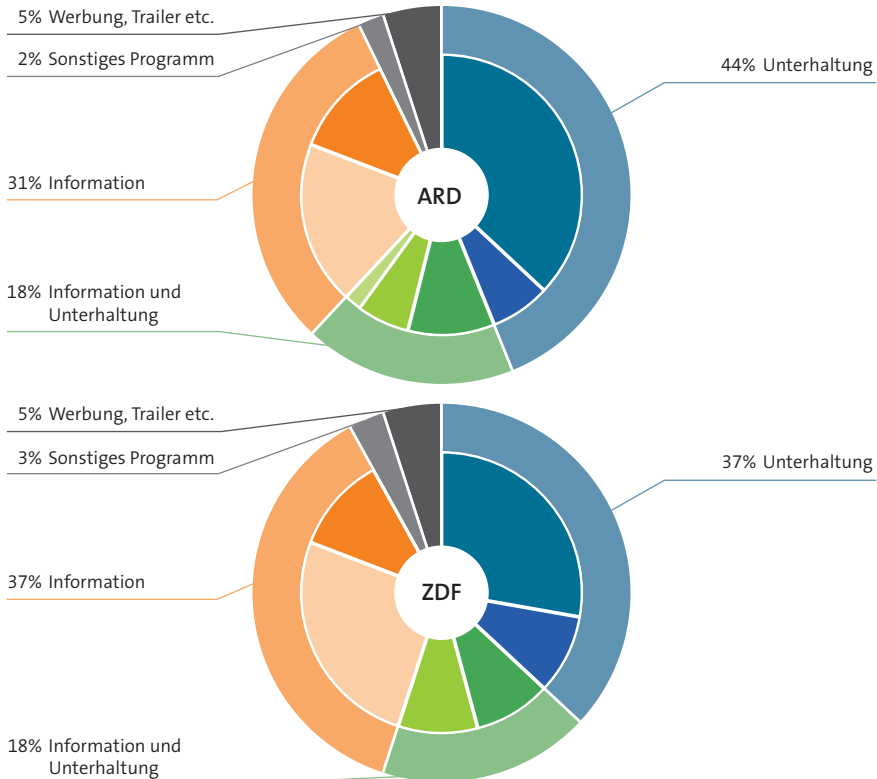 5% Werbung, Trailer etc.
2% Sonstiges Programm
44% Unterhaltung
31% Information
ARD
18% Information und
Unterhaltung
5% Werbung, Trailer etc.
3% Sonstiges Programm
37% Unterhaltung
37% Information
ZDF
18% Information und
Unterhaltung